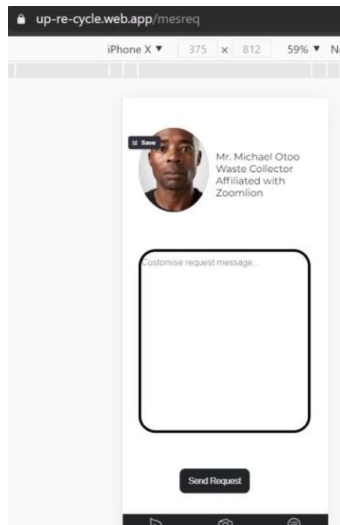 up-re-cycle.web.app/mesreq
iPhone X ▼ 375 x 812 59% ▼
Save
Mr. Michael Otoo
Waste Collector
Affiliated with
Zoomlion
Customise request message...
Send Request